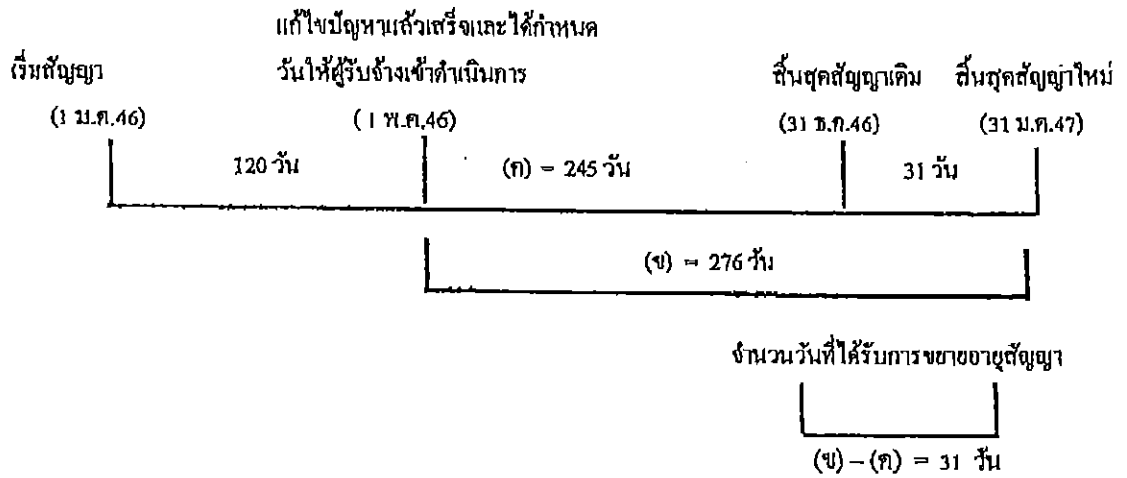 แก้ไขปัญหาแล้วเสร็จและได้กำหนด
เริ่มสัญญา วันให้ผู้รับจ้างเข้าดำเนินการ สิ้นสุดสัญญาเดิม สิ้นสุดสัญญาใหม่
(1 ม.ค.46) (1 พ.ค.46) (31 ธ.ค.46) (31 ม.ค.47)
120 วัน (ค) = 245 วัน 31 วัน
(ข) = 276 วัน
จำนวนวันที่ได้รับการขยายอายุสัญญา
(ข) – (ค) = 31 วัน